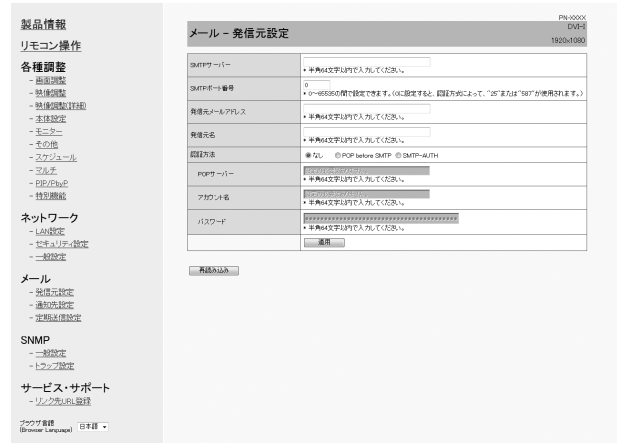 製品情報
リモコン操作
各種調整
- 画面調整
- 映像調整
- 映像調整(詳細)
- 本体設定
- モニター
- その他
- スケジュール
- マルチ
- PIP/PbyP
- 特別機能
ネットワーク
- LAN設定
- セキュリティ設定
- 一般設定
メール
- 発信元設定
- 通知先設定
- 定期送信設定
SNMP
- 一般設定
- トラップ設定
サービス・サポート
- リンク先URL登録
ブラウザ言語
(Browser Language) 日本語
メール - 発信元設定
PN-XXXX
DVI-I
1920x1080
SMTPサーバー
* 半角64文字以内で入力してください。
SMTPポート番号
0
* 0～65535の間で設定できます。(0に設定すると、認証方式によって、"25"または"587"が使用されます。)
発信元メールアドレス
* 半角64文字以内で入力してください。
発信元名
* 半角64文字以内で入力してください。
認証方法
なし POP before SMTP SMTP-AUTH
POPサーバー
* 半角64文字以内で入力してください。
アカウント名
* 半角64文字以内で入力してください。
パスワード
* 半角64文字以内で入力してください。
適用
再読み込み